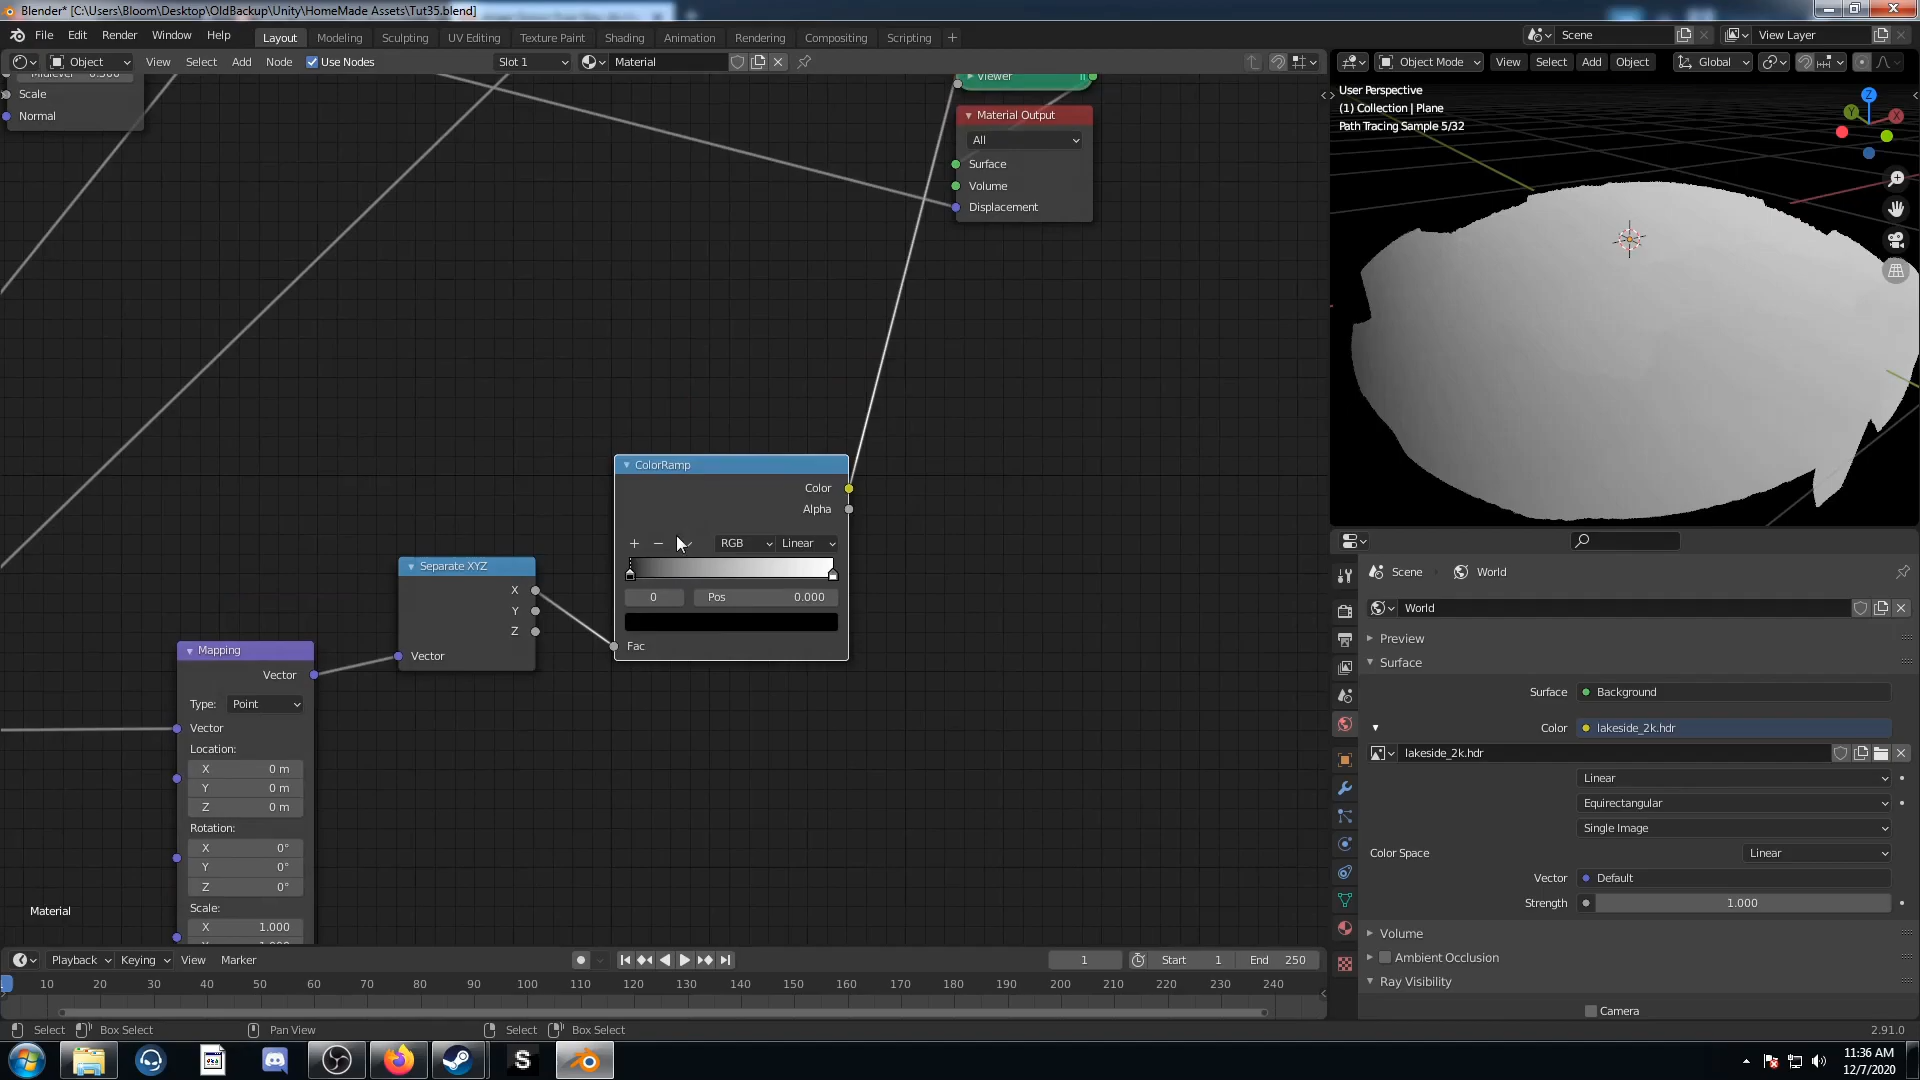 Blender* [C:\Users\Bloom\Desktop\OldBackup\Unity\HomeMade Assets\Tut35.blend]
File Edit Render Window Help Layout Modeling Sculpting UV Editing Texture Paint Shading Animation Rendering Compositing Scripting Scene View Layer
Object View Select Add Node Use Nodes Slot 1 Material
Object Mode View Select Add Object Global
Scale
Normal
Viewer
Material Output
All
Surface
Volume
Displacement
User Perspective
(1) Collection | Plane
Path Tracing Sample 5/32
Z
Y
X
ColorRamp
Color
Alpha
RGB Linear
0 Pos 0.000
Fac
Separate XYZ
X
Y
Z
Vector
Mapping
Vector
Type: Point
Vector
Location:
X 0 m
Y 0 m
Z 0 m
Rotation:
X 0°
Y 0°
Z 0°
Scale:
X 1.000
Material
Scene World
World
Preview
Surface
Surface Background
Color lakeside_2k.hdr
lakeside_2k.hdr
Linear
Equirectangular
Single Image
Color Space Linear
Vector Default
Strength 1.000
Volume
Ambient Occlusion
Ray Visibility
Camera
Playback Keying View Marker 1 Start 1 End 250
10 20 30 40 50 60 70 80 90 100 110 120 130 140 150 160 170 180 190 200 210 220 230 240
Select Box Select Pan View Select Box Select 2.91.0
S
11:36 AM
12/7/2020